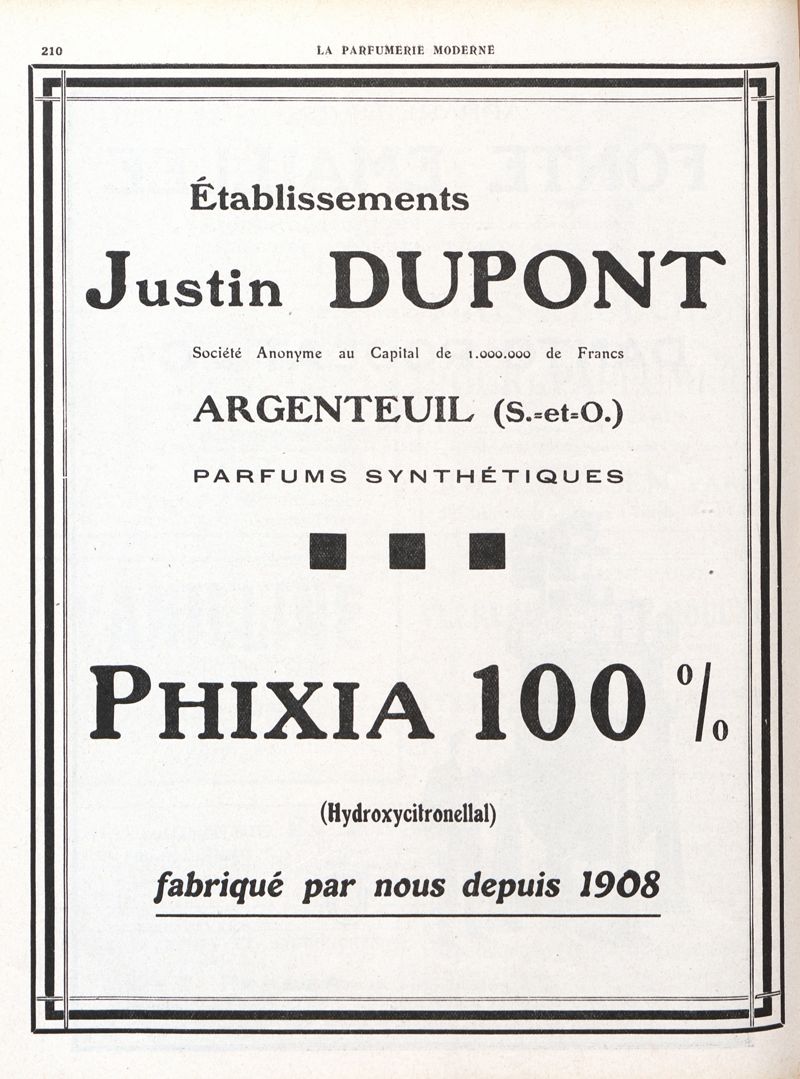 210
LA PARFUMERIE MODERNE
Établissements
Justin DUPONT
Société Anonyme au Capital de 1.000.000 de Francs
ARGENTEUIL (S.-et-O.)
PARFUMS SYNTHÉTIQUES
PHIXIA 100 %
(Hydroxycitronellal)
fabriqué par nous depuis 1908